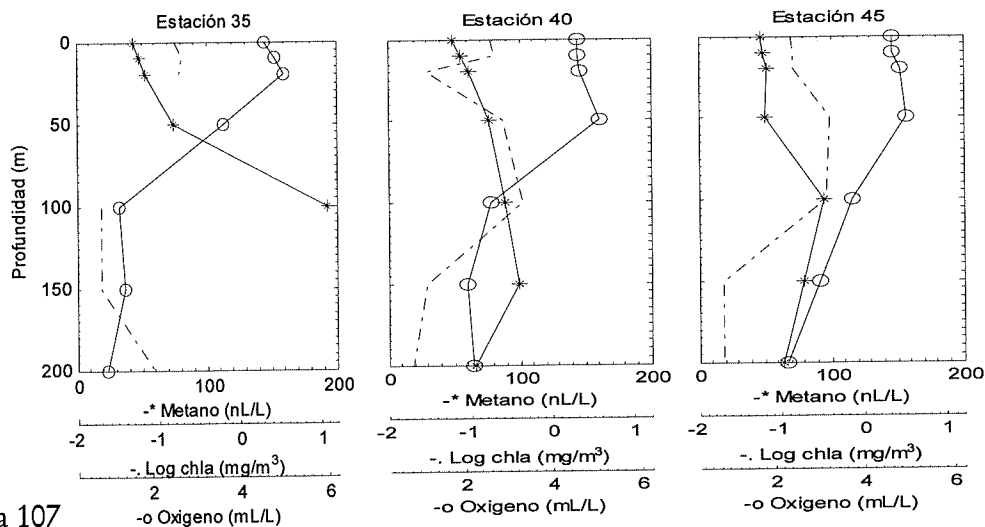 Estación 35
Estación 40
Estación 45
Profundidad (m)
0
50
100
150
200
0
100
200
0
100
200
0
100
200
-* Metano (nL/L)
-* Metano (nL/L)
-* Metano (nL/L)
-2
-1
0
1
-2
-1
0
1
-2
-1
0
1
-. Log chla (mg/m³)
-. Log chla (mg/m³)
-. Log chla (mg/m³)
2
4
6
2
4
6
2
4
6
-o Oxigeno (mL/L)
-o Oxigeno (mL/L)
-o Oxigeno (mL/L)
107